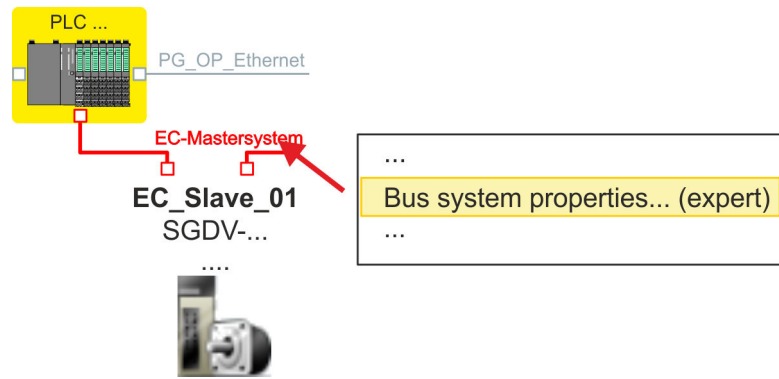 PLC ...
PG_OP_Ethernet
EC-Mastersystem
EC_Slave_01
SGDV-...
....
...
Bus system properties... (expert)
...